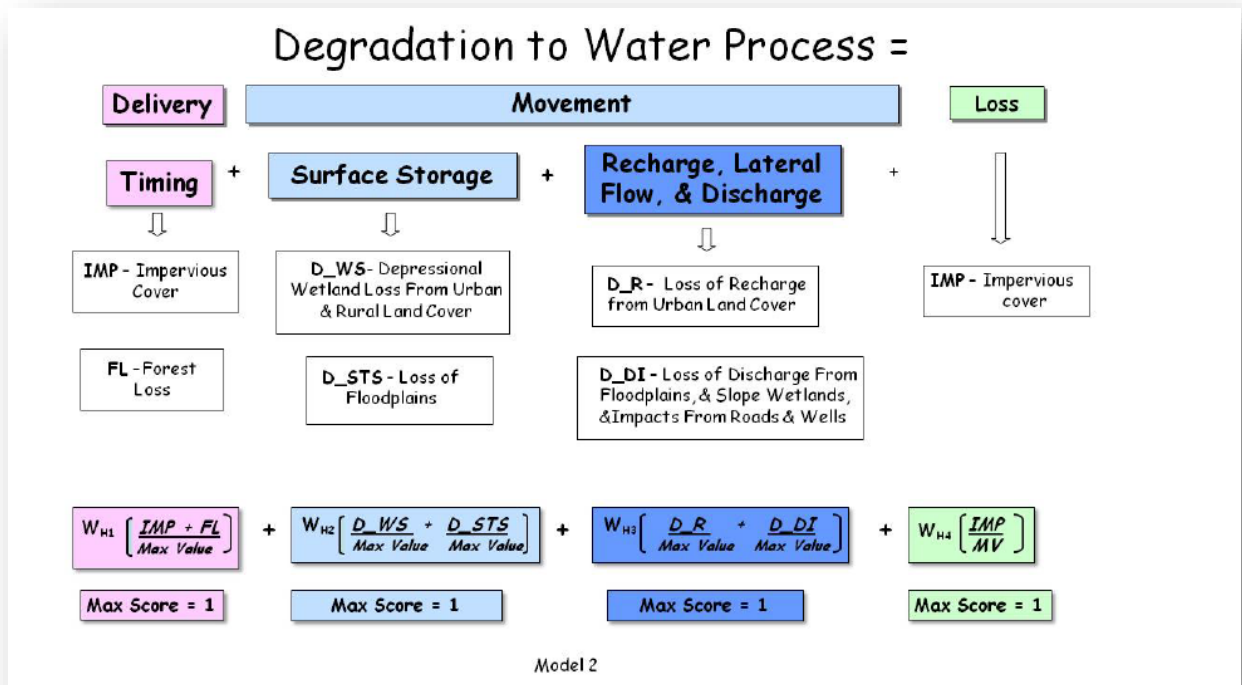 Degradation to Water Process =
Delivery
Movement
Loss
Timing
+
Surface Storage
+
Recharge, Lateral
Flow, & Discharge
+
IMP - Impervious
Cover
FL -Forest
Loss
D_WS- Depressional
Wetland Loss From Urban
& Rural Land Cover
D_STS - Loss of
Floodplains
D_R - Loss of Recharge
from Urban Land Cover
D_DI - Loss of Discharge From
Floodplains, & Slope Wetlands,
&Impacts From Roads & Wells
IMP - Impervious
cover
W_H1 [ (IMP + FL) / Max Value ] + W_H2 [ D_WS / Max Value + D_STS / Max Value ] + W_H3 [ D_R / Max Value + D_DI / Max Value ] + W_H4 [ IMP / MV ]
Max Score = 1
Max Score = 1
Max Score = 1
Max Score = 1
Model 2